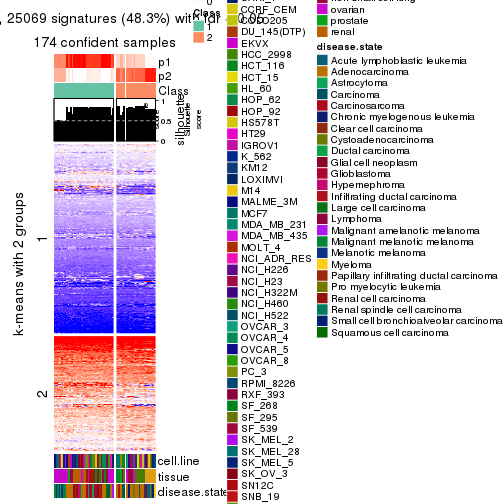 , 25069 signatures (48.3%) with fdr < 0.05
174 confident samples
p1
p2
Class
1
0.5
0
silhouette
score
k-means with 2 groups
1
2
cell.line
tissue
disease.state
Class
1
2
CCRF_CEM
COLO205
DU_145(DTP)
EKVX
HCC_2998
HCT_116
HCT_15
HL_60
HOP_62
HOP_92
HS578T
HT29
IGROV1
K_562
KM12
LOXIMVI
M14
MALME_3M
MCF7
MDA_MB_231
MDA_MB_435
MOLT_4
NCI_ADR_RES
NCI_H226
NCI_H23
NCI_H322M
NCI_H460
NCI_H522
OVCAR_3
OVCAR_4
OVCAR_5
OVCAR_8
PC_3
RPMI_8226
RXF_393
SF_268
SF_295
SF_539
SK_MEL_2
SK_MEL_28
SK_MEL_5
SK_OV_3
SN12C
SNB_19
ovarian
prostate
renal
disease.state
Acute lymphoblastic leukemia
Adenocarcinoma
Astrocytoma
Carcinoma
Carcinosarcoma
Chronic myelogenous leukemia
Clear cell carcinoma
Cystoadenocarcinoma
Ductal carcinoma
Glial cell neoplasm
Glioblastoma
Hypernephroma
Infiltrating ductal carcinoma
Large cell carcinoma
Lymphoma
Malignant amelanotic melanoma
Malignant melanotic melanoma
Melanotic melanoma
Myeloma
Papillary infiltrating ductal carcinoma
Pro myelocytic leukemia
Renal cell carcinoma
Renal spindle cell carcinoma
Small cell bronchioalveolar carcinoma
Squamous cell carcinoma